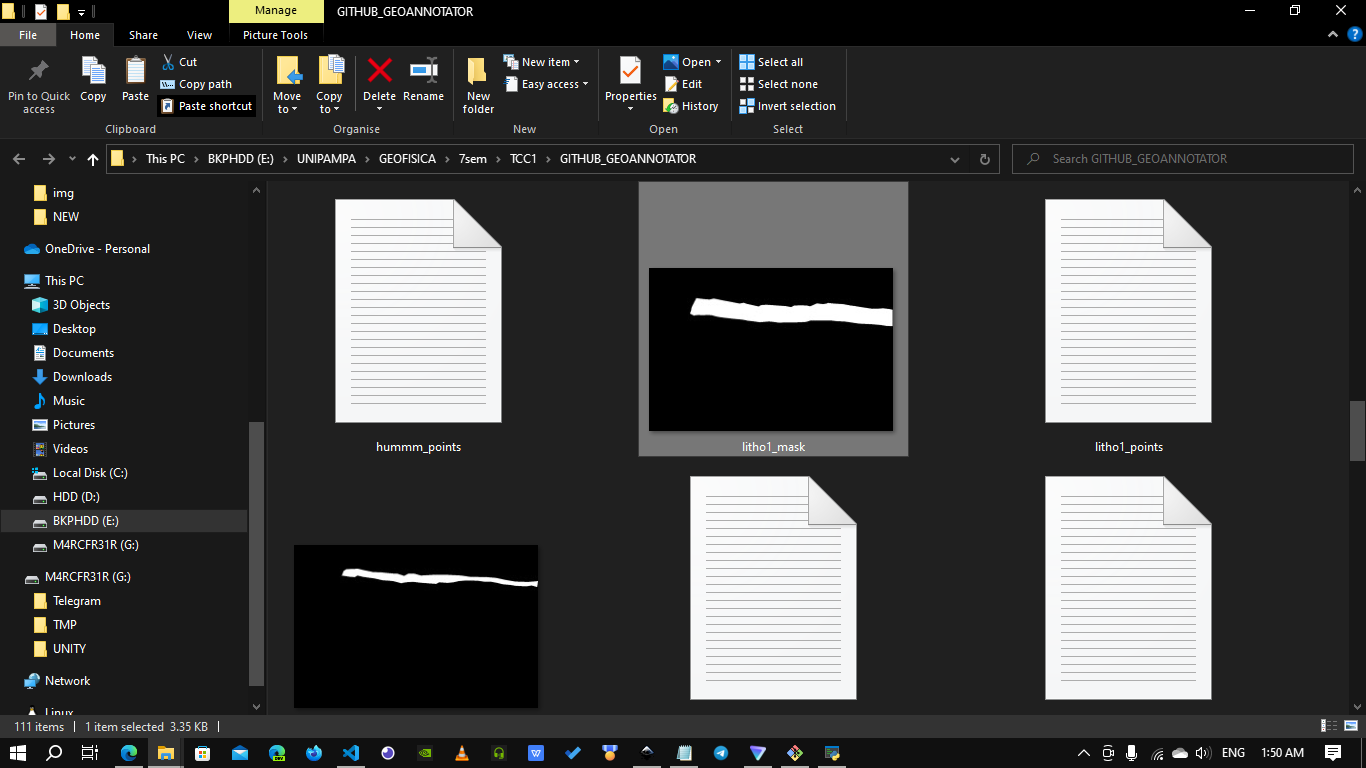 Manage
GITHUB_GEOANNOTATOR
File
Home
Share
View
Picture Tools
Pin to Quick access
Copy
Paste
Cut
Copy path
Paste shortcut
Clipboard
Move to
Copy to
Delete
Rename
Organise
New folder
New item
Easy access
New
Properties
Open
Edit
History
Open
Select all
Select none
Invert selection
Select
This PC
BKPHDD (E:)
UNIPAMPA
GEOFISICA
7sem
TCC1
GITHUB_GEOANNOTATOR
Search GITHUB_GEOANNOTATOR
img
NEW
OneDrive - Personal
This PC
3D Objects
Desktop
Documents
Downloads
Music
Pictures
Videos
Local Disk (C:)
HDD (D:)
BKPHDD (E:)
M4RCFR31R (G:)
M4RCFR31R (G:)
Telegram
TMP
UNITY
Network
Linux
hummm_points
litho1_mask
litho1_points
111 items
1 item selected 3.35 KB
ENG
1:50 AM